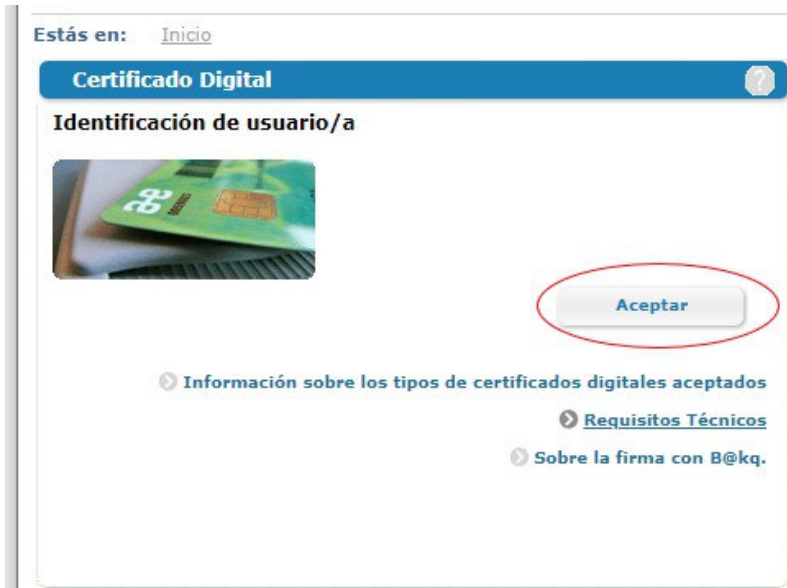 Estás en: Inicio
Certificado Digital ?
Identificación de usuario/a
Aceptar
Información sobre los tipos de certificados digitales aceptados
Requisitos Técnicos
Sobre la firma con B@kq.